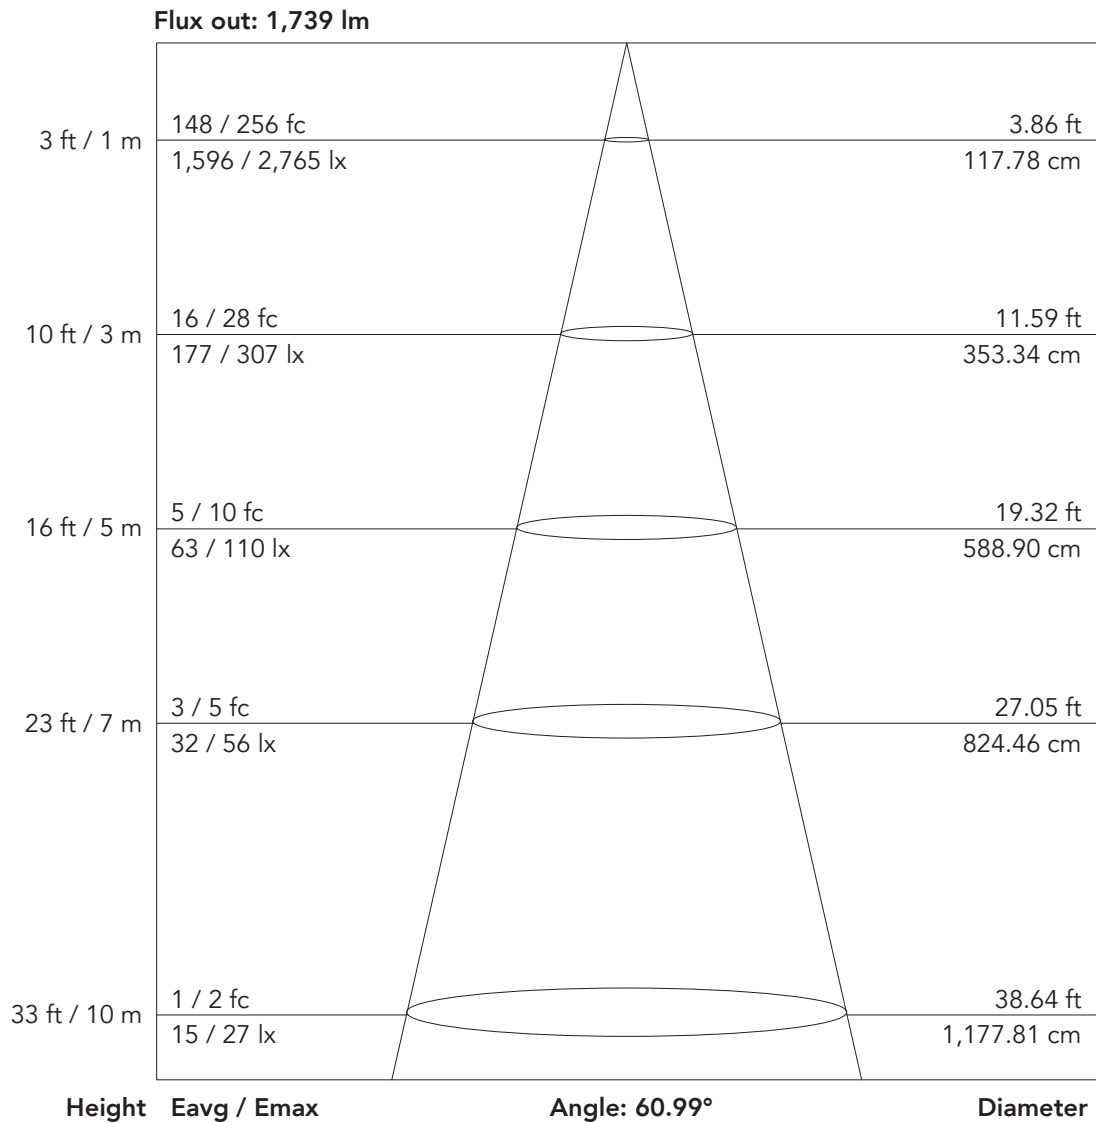 Flux out: 1,739 lm
148 / 256 fc
3.86 ft
3 ft / 1 m
1,596 / 2,765 lx
117.78 cm
16 / 28 fc
11.59 ft
10 ft / 3 m
177 / 307 lx
353.34 cm
5 / 10 fc
19.32 ft
16 ft / 5 m
63 / 110 lx
588.90 cm
3 / 5 fc
27.05 ft
23 ft / 7 m
32 / 56 lx
824.46 cm
1 / 2 fc
38.64 ft
33 ft / 10 m
15 / 27 lx
1,177.81 cm
Height Eavg / Emax Angle: 60.99° Diameter